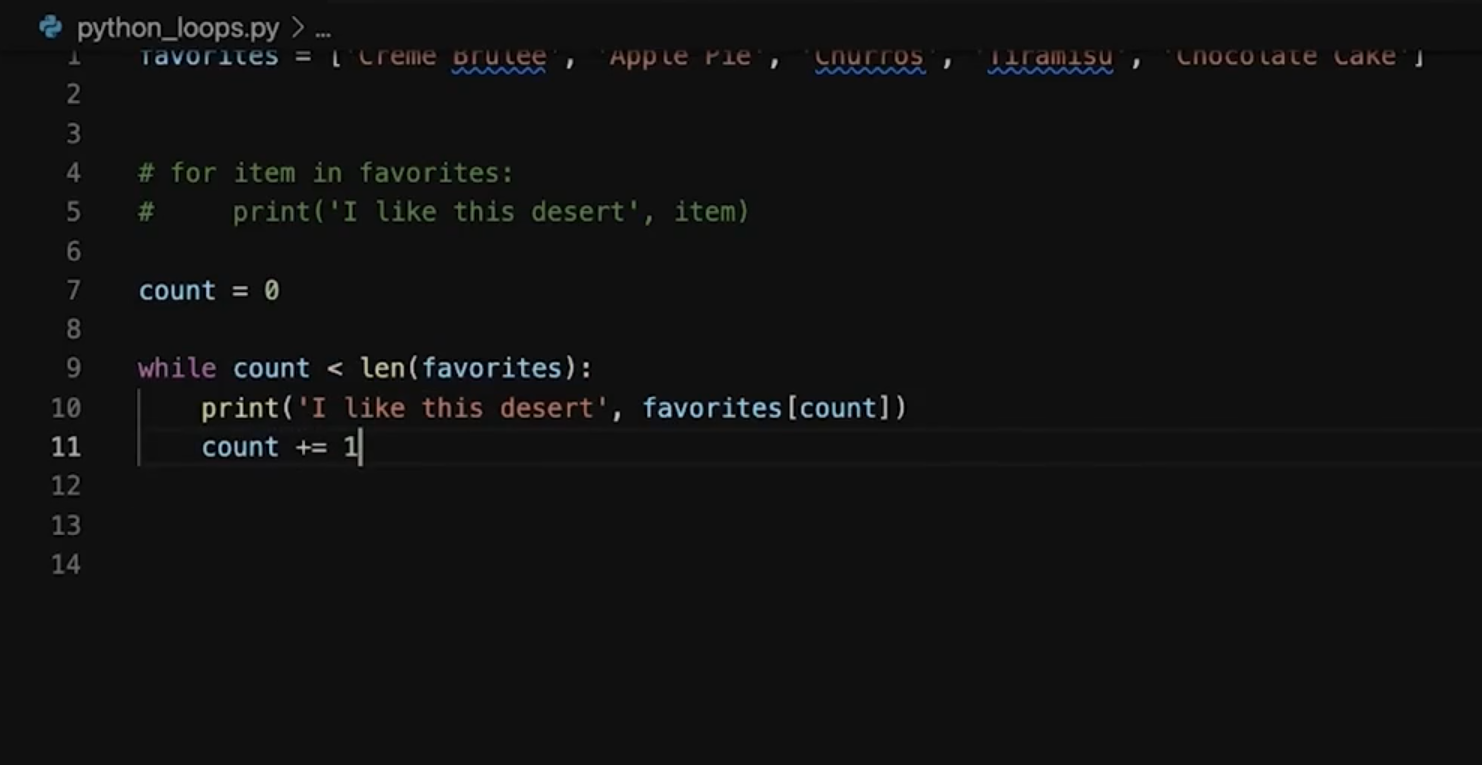 python_loops.py > ...
1 favorites = ['Creme Brulee', 'Apple Pie', 'Churros', 'Tiramisu', 'Chocolate Cake']
2
3
4 # for item in favorites:
5 #     print('I like this desert', item)
6
7 count = 0
8
9 while count < len(favorites):
10     print('I like this desert', favorites[count])
11     count += 1
12
13
14